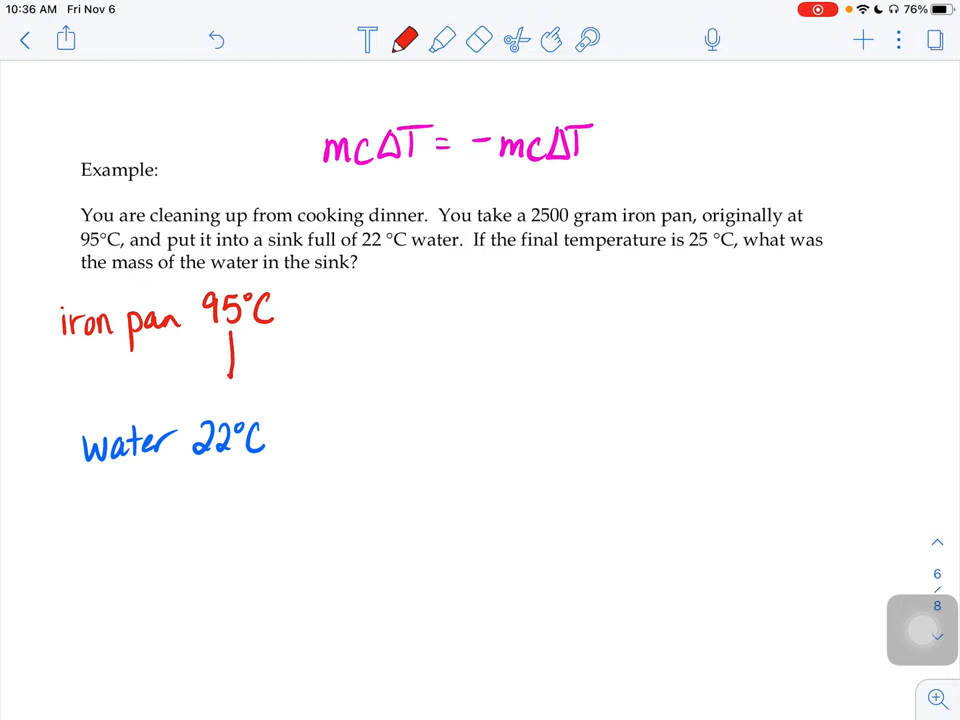 10:36 AM Fri Nov 6
76%
T
mcΔT = -mcΔT
Example:
You are cleaning up from cooking dinner. You take a 2500 gram iron pan, originally at
95°C, and put it into a sink full of 22 °C water. If the final temperature is 25 °C, what was
the mass of the water in the sink?
iron pan 95°C
water 22°C
6
/
8